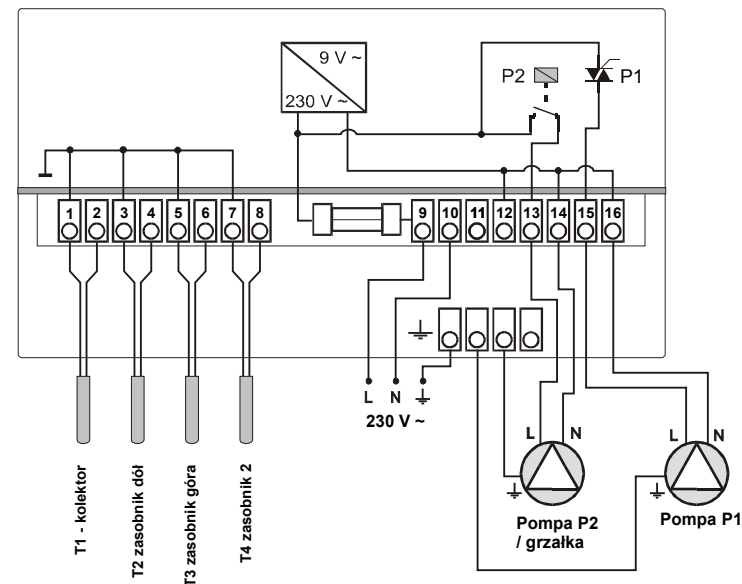 9 V ~
230 V ~
P2
P1
1 2 3 4 5 6 7 8
9 10 11 12 13 14 15 16
L N
230 V ~
L N
L N
T1 - kolektor
T2 zasobnik dół
T3 zasobnik góra
T4 zasobnik 2
Pompa P2
/ grzałka
Pompa P1